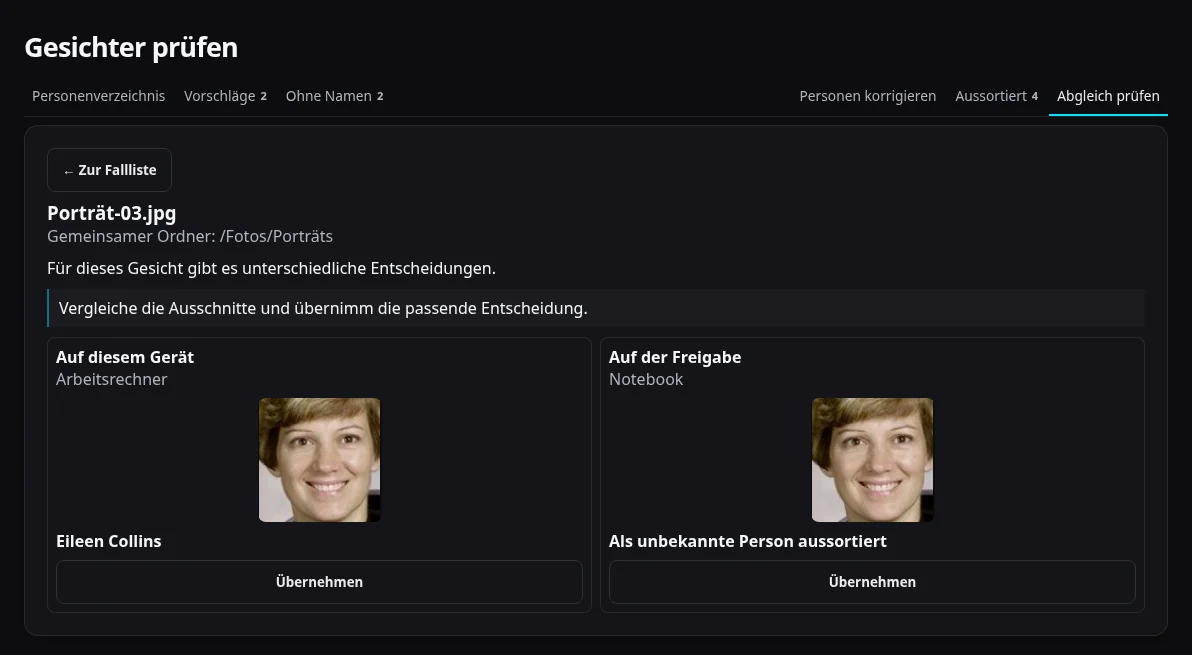 Gesichter prüfen
Personenverzeichnis Vorschläge 2 Ohne Namen 2 Personen korrigieren Aussortiert 4 Abgleich prüfen
← Zur Fallliste
Porträt-03.jpg
Gemeinsamer Ordner: /Fotos/Porträts
Für dieses Gesicht gibt es unterschiedliche Entscheidungen.
Vergleiche die Ausschnitte und übernimm die passende Entscheidung.
Auf diesem Gerät
Arbeitsrechner
Eileen Collins
Übernehmen
Auf der Freigabe
Notebook
Als unbekannte Person aussortiert
Übernehmen